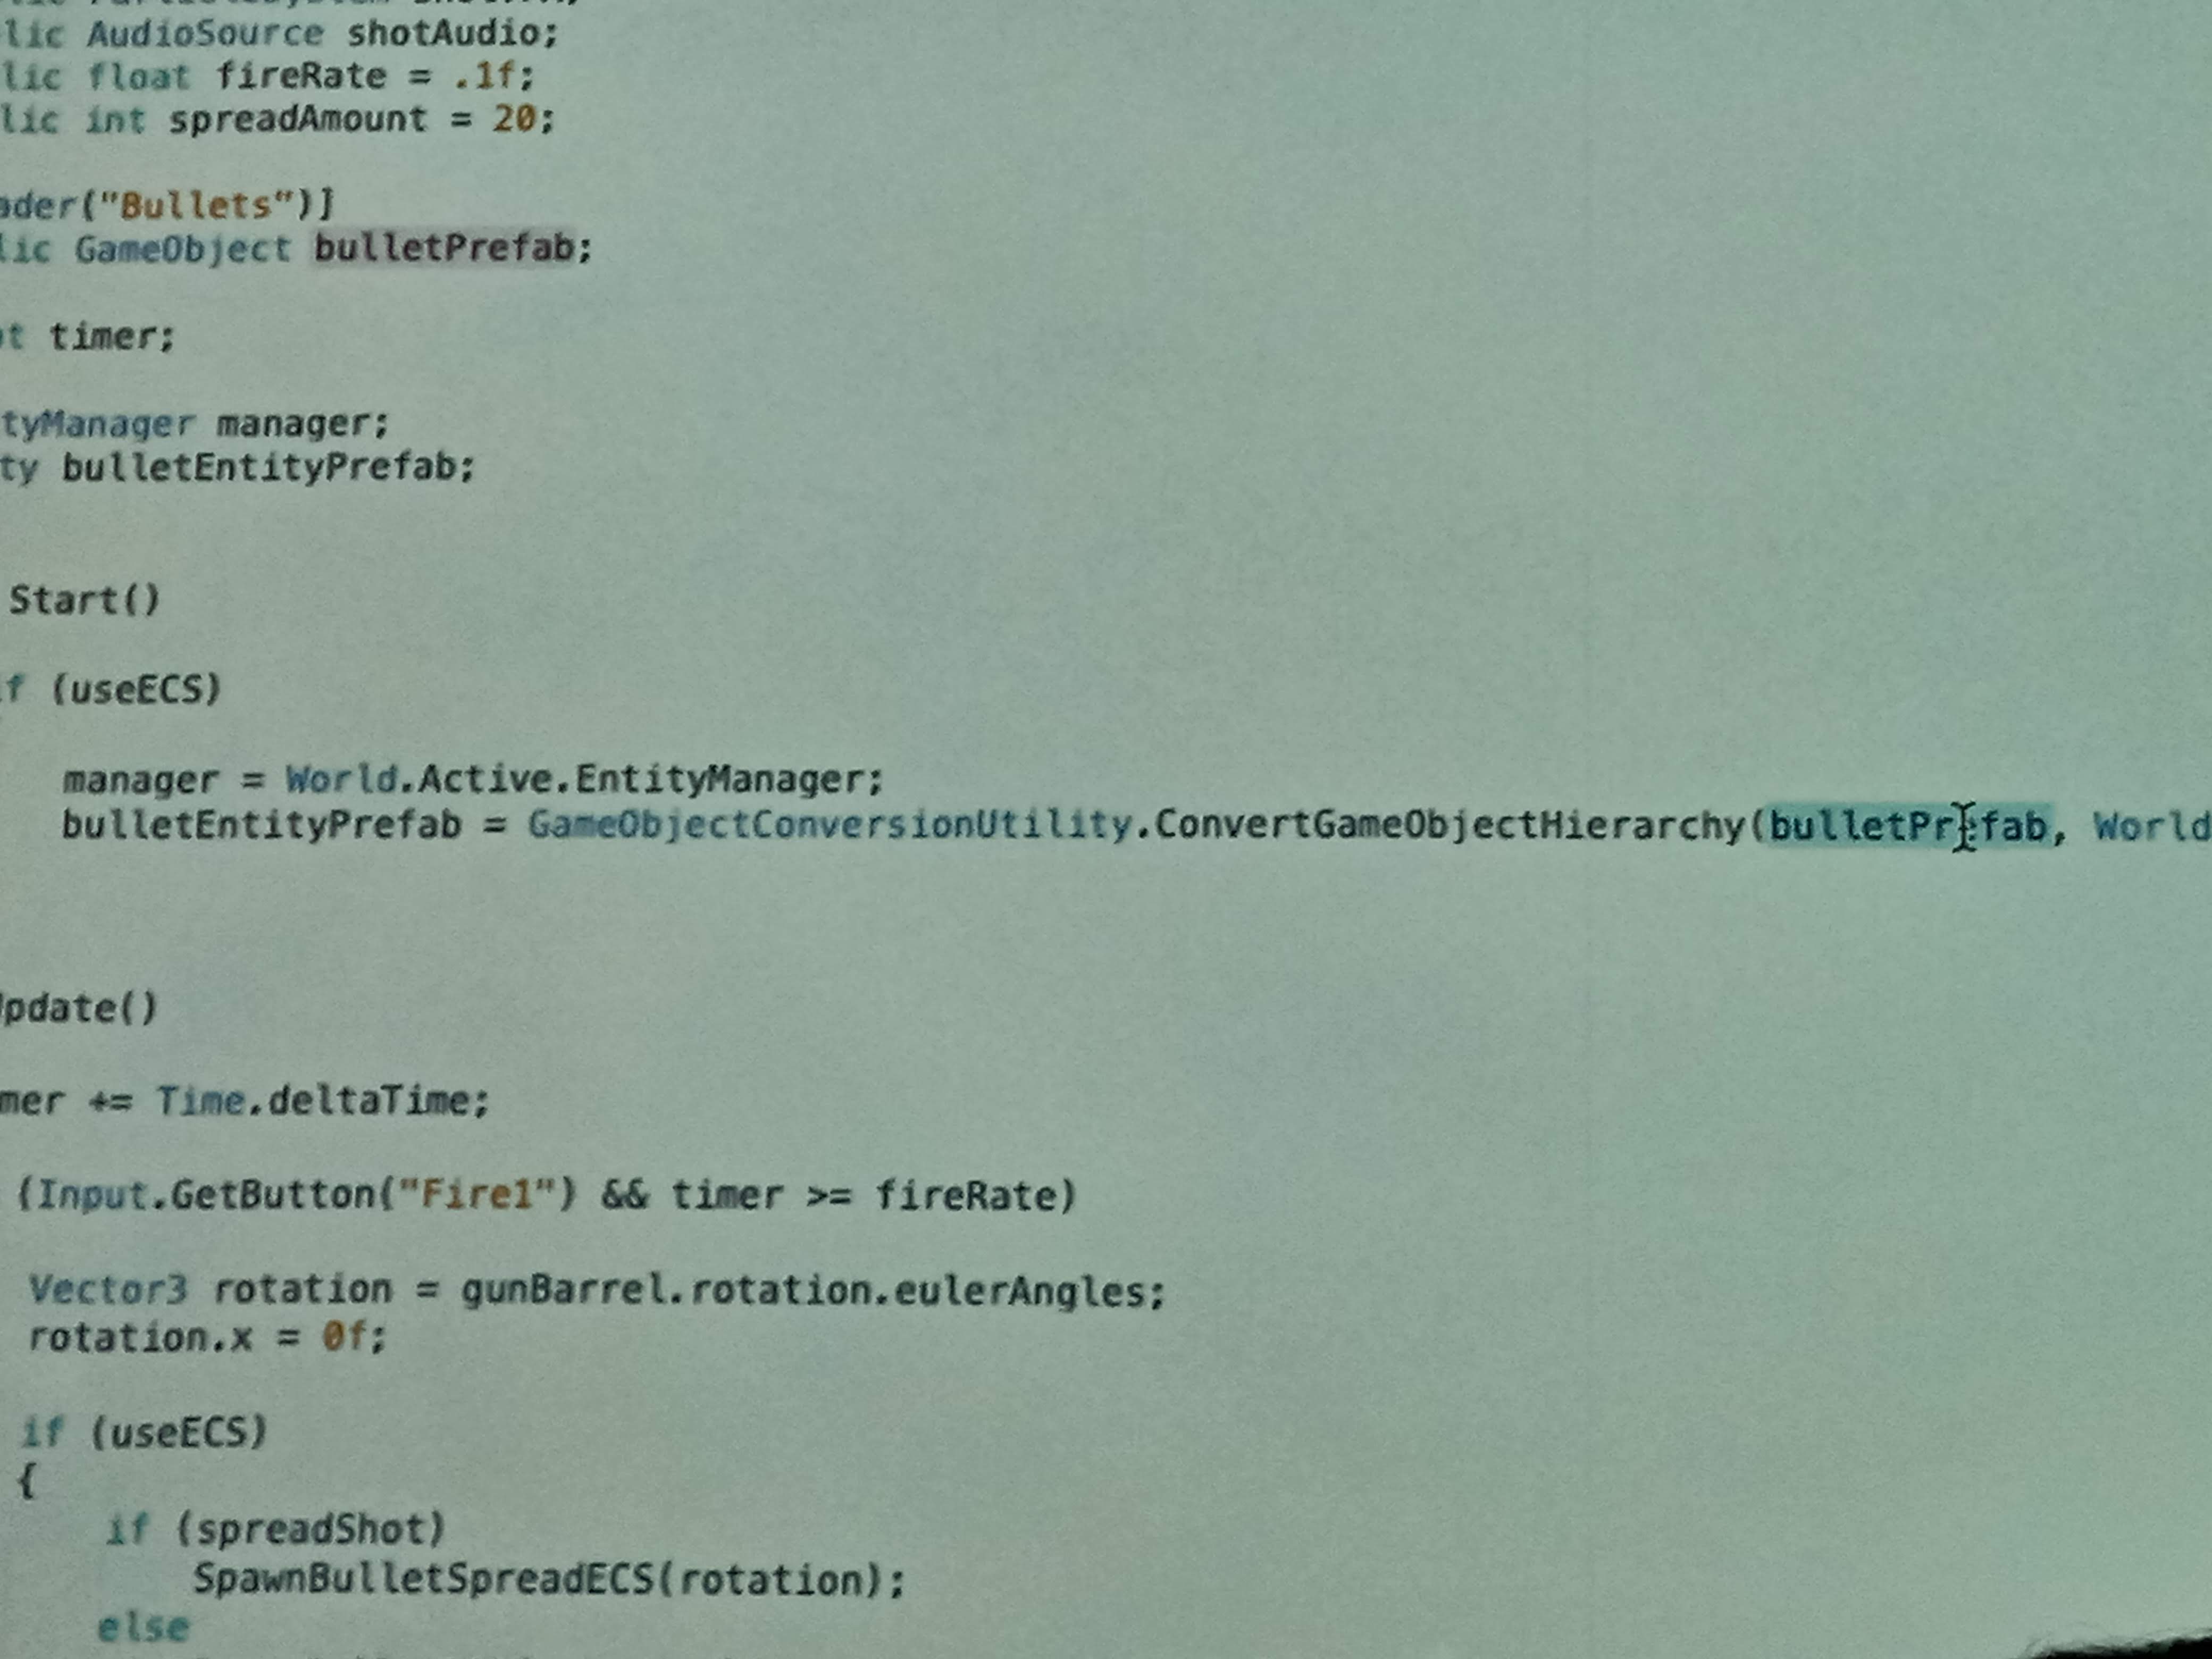 lic AudioSource shotAudio;
lic float fireRate = .1f;
lic int spreadAmount = 20;
ader("Bullets")]
lic GameObject bulletPrefab;
t timer;
tyManager manager;
ty bulletEntityPrefab;
Start()
if (useECS)
manager = World.Active.EntityManager;
bulletEntityPrefab = GameObjectConversionUtility.ConvertGameObjectHierarchy(bulletPrefab, World
Update()
mer += Time.deltaTime;
(Input.GetButton("Fire1") && timer >= fireRate)
Vector3 rotation = gunBarrel.rotation.eulerAngles;
rotation.x = 0f;
if (useECS)
{
if (spreadShot)
SpawnBulletSpreadECS(rotation);
else